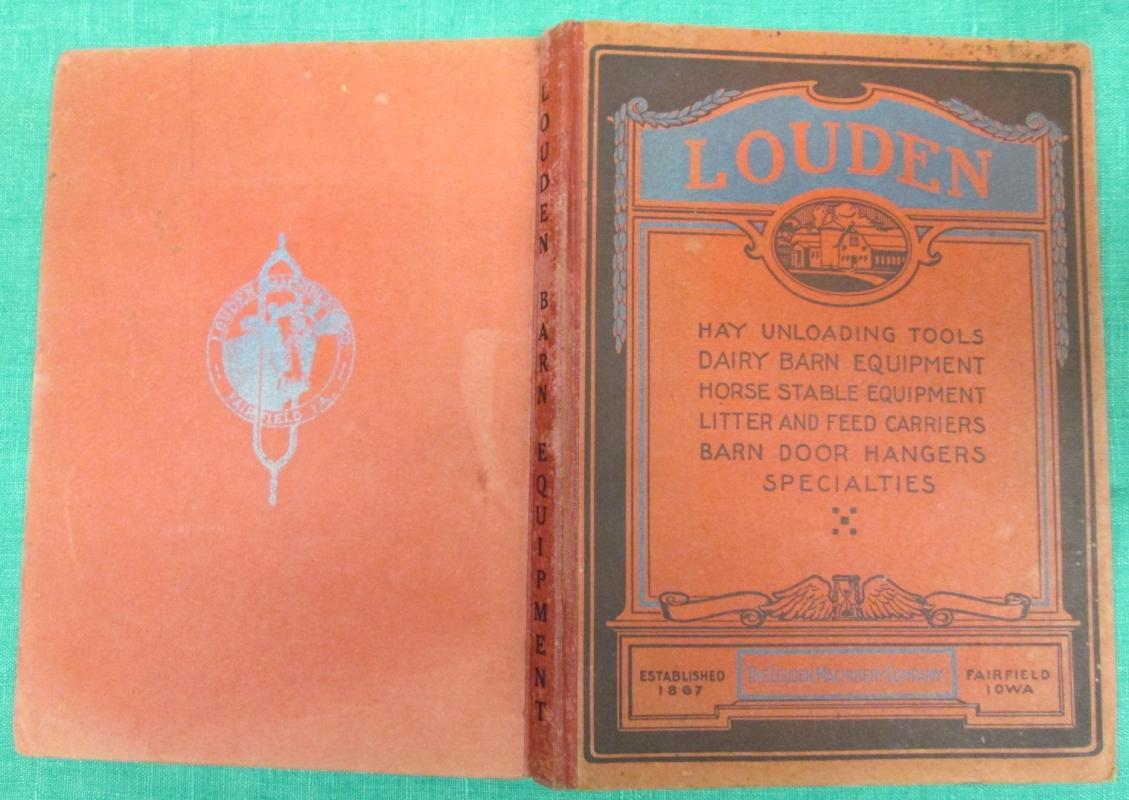 LOUDEN MACHINERY CO.
FAIRFIELD IA.
LOUDEN BARN EQUIPMENT
LOUDEN
HAY UNLOADING TOOLS
DAIRY BARN EQUIPMENT
HORSE STABLE EQUIPMENT
LITTER AND FEED CARRIERS
BARN DOOR HANGERS
SPECIALTIES
ESTABLISHED
1867
THE LOUDEN MACHINERY COMPANY
FAIRFIELD
IOWA